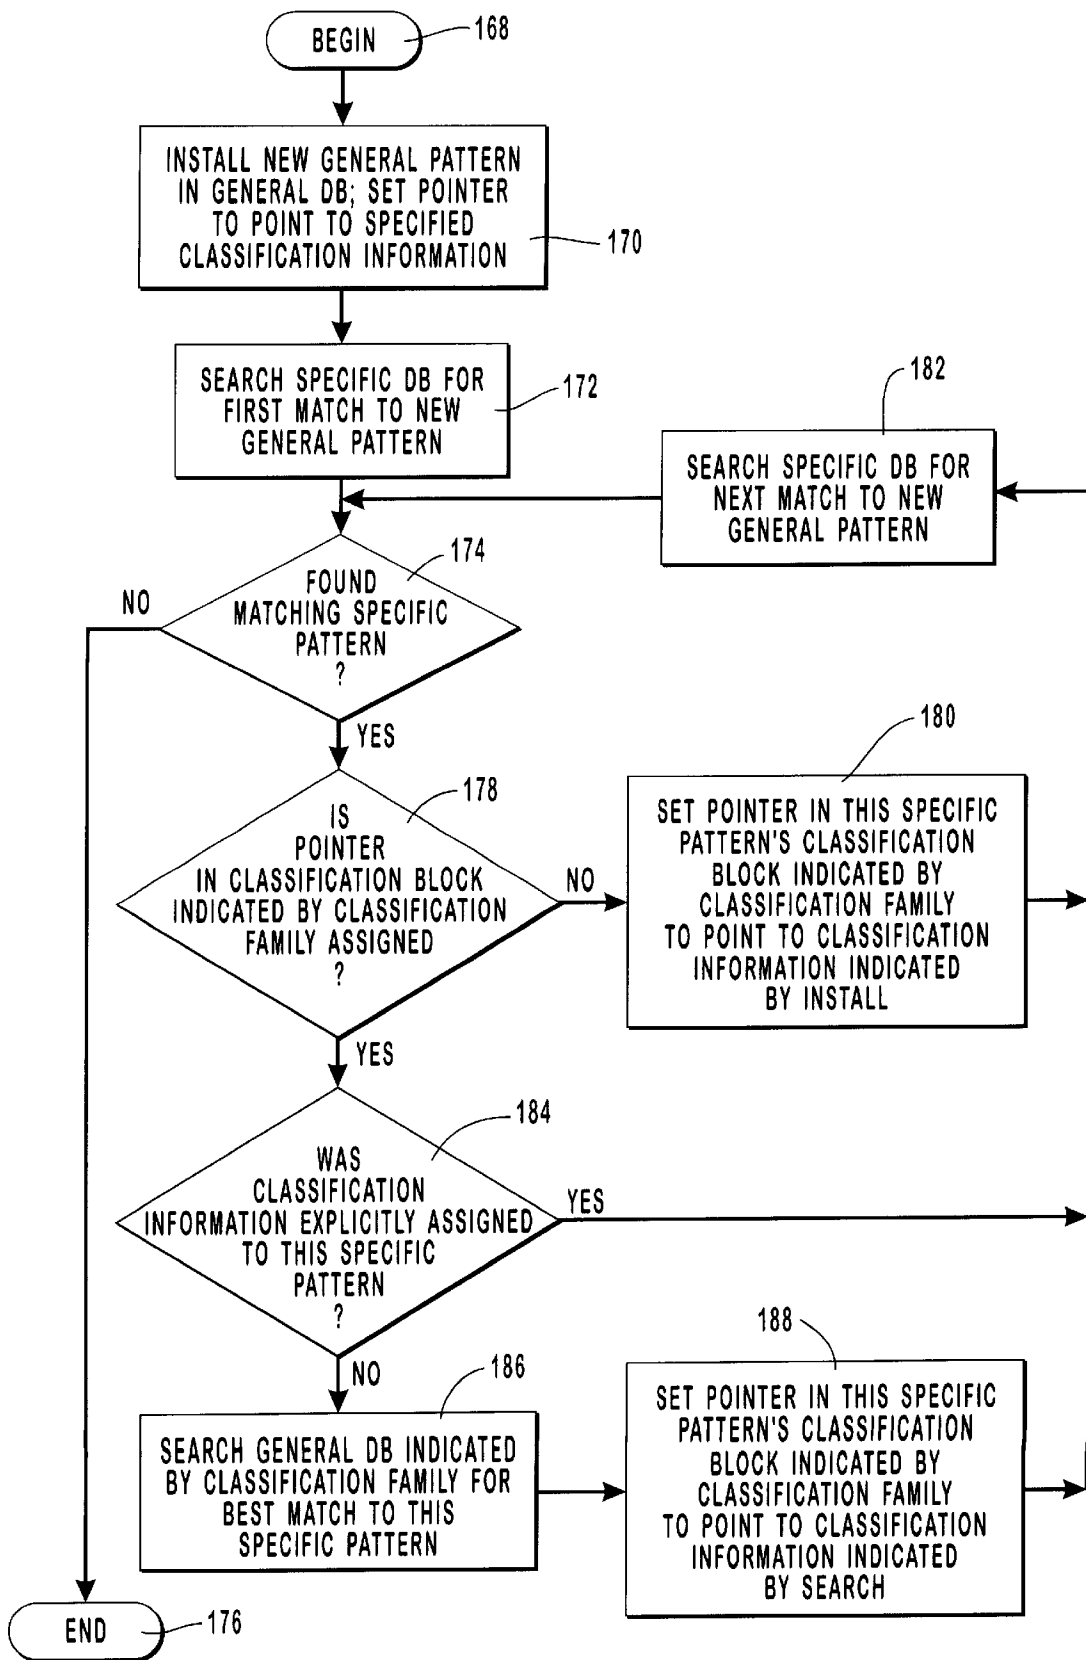 BEGIN
168
INSTALL NEW GENERAL PATTERN
IN GENERAL DB; SET POINTER
TO POINT TO SPECIFIED
CLASSIFICATION INFORMATION
170
SEARCH SPECIFIC DB FOR
FIRST MATCH TO NEW
GENERAL PATTERN
172
182
SEARCH SPECIFIC DB FOR
NEXT MATCH TO NEW
GENERAL PATTERN
174
FOUND
MATCHING SPECIFIC
PATTERN
?
NO
YES
178
IS
POINTER
IN CLASSIFICATION BLOCK
INDICATED BY CLASSIFICATION
FAMILY ASSIGNED
?
NO
180
SET POINTER IN THIS SPECIFIC
PATTERN'S CLASSIFICATION
BLOCK INDICATED BY
CLASSIFICATION FAMILY
TO POINT TO CLASSIFICATION
INFORMATION INDICATED
BY INSTALL
YES
184
WAS
CLASSIFICATION
INFORMATION EXPLICITLY ASSIGNED
TO THIS SPECIFIC
PATTERN
?
YES
NO
186
SEARCH GENERAL DB INDICATED
BY CLASSIFICATION FAMILY FOR
BEST MATCH TO THIS
SPECIFIC PATTERN
188
SET POINTER IN THIS SPECIFIC
PATTERN'S CLASSIFICATION
BLOCK INDICATED BY
CLASSIFICATION FAMILY
TO POINT TO CLASSIFICATION
INFORMATION INDICATED
BY SEARCH
END
176